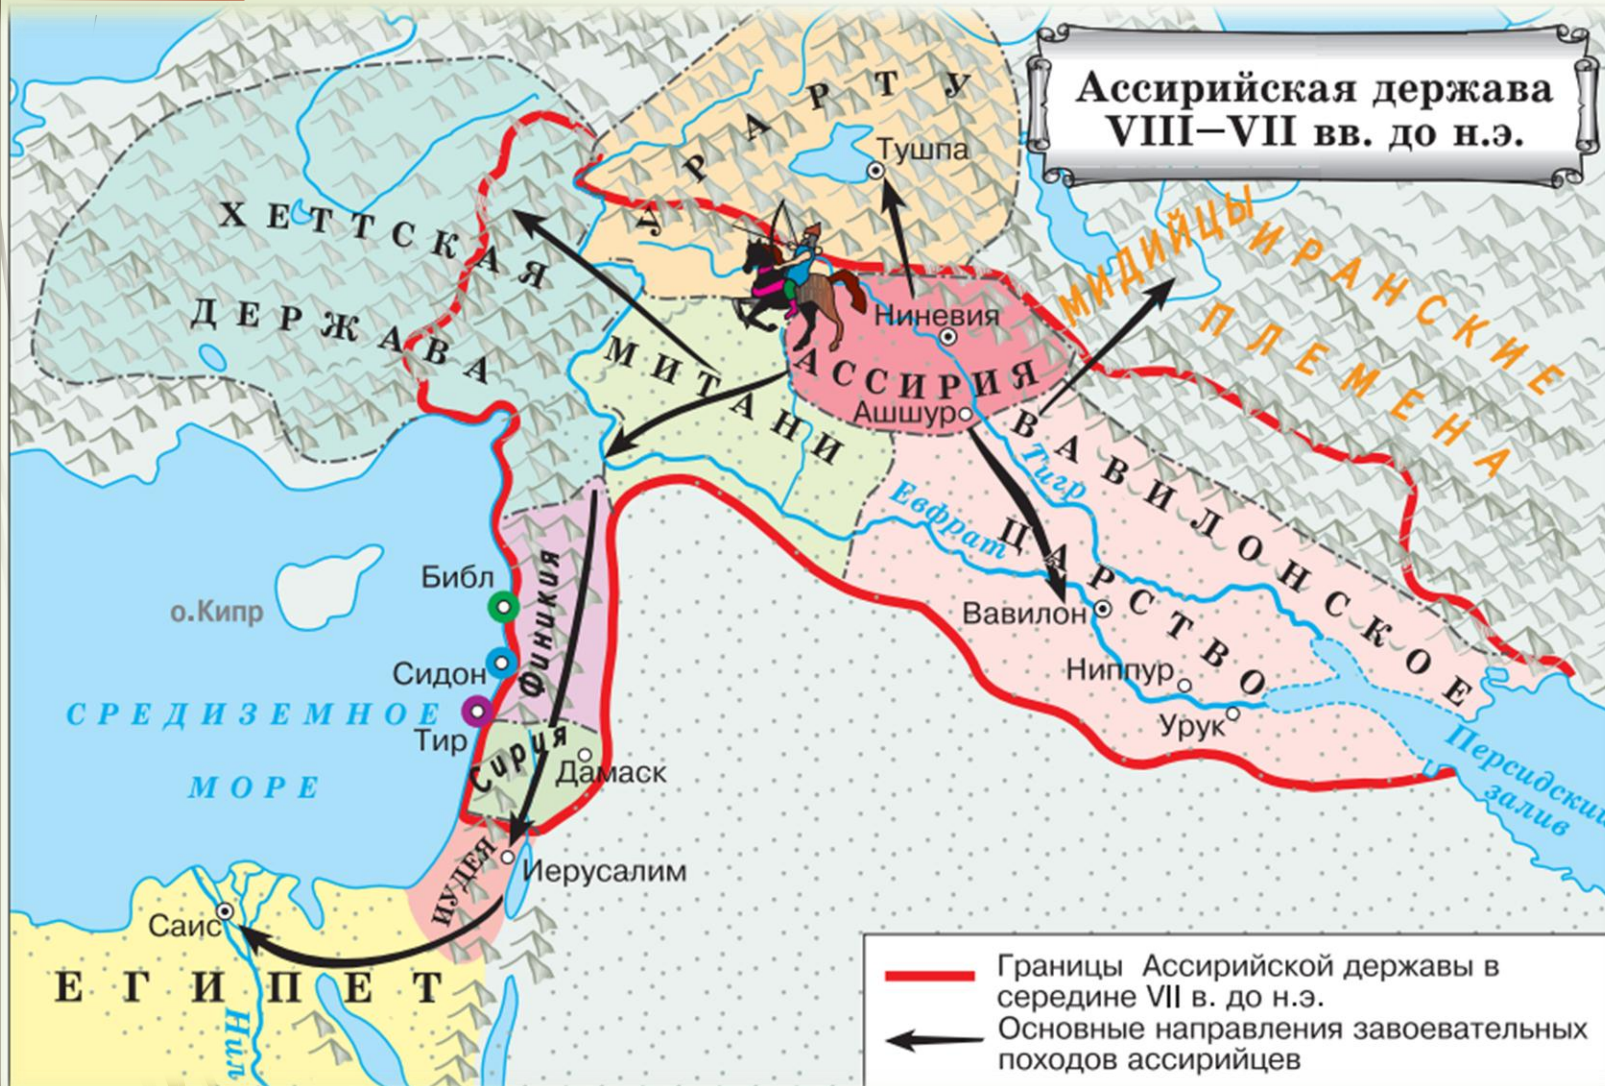 Ассирийская держава
VIII–VII вв. до н.э.
УРАРТУ
Тушпа
ХЕТТСКАЯ
ДЕРЖАВА
МИДИЙЦЫ
ИРАНСКИЕ
ПЛЕМЕНА
Ниневия
АССИРИЯ
Ашшур
МИТАНИ
ВАВИЛОНСКОЕ
ЦАРСТВО
Тигр
Евфрат
Вавилон
Ниппур
Урук
Персидский
залив
Библ
о.Кипр
Финикия
Сидон
СРЕДИЗЕМНОЕ
МОРЕ
Тир
Сирия
Дамаск
ИУДЕЯ
Иерусалим
Саис
ЕГИПЕТ
Нил
Границы Ассирийской державы в
середине VII в. до н.э.
Основные направления завоевательных
походов ассирийцев